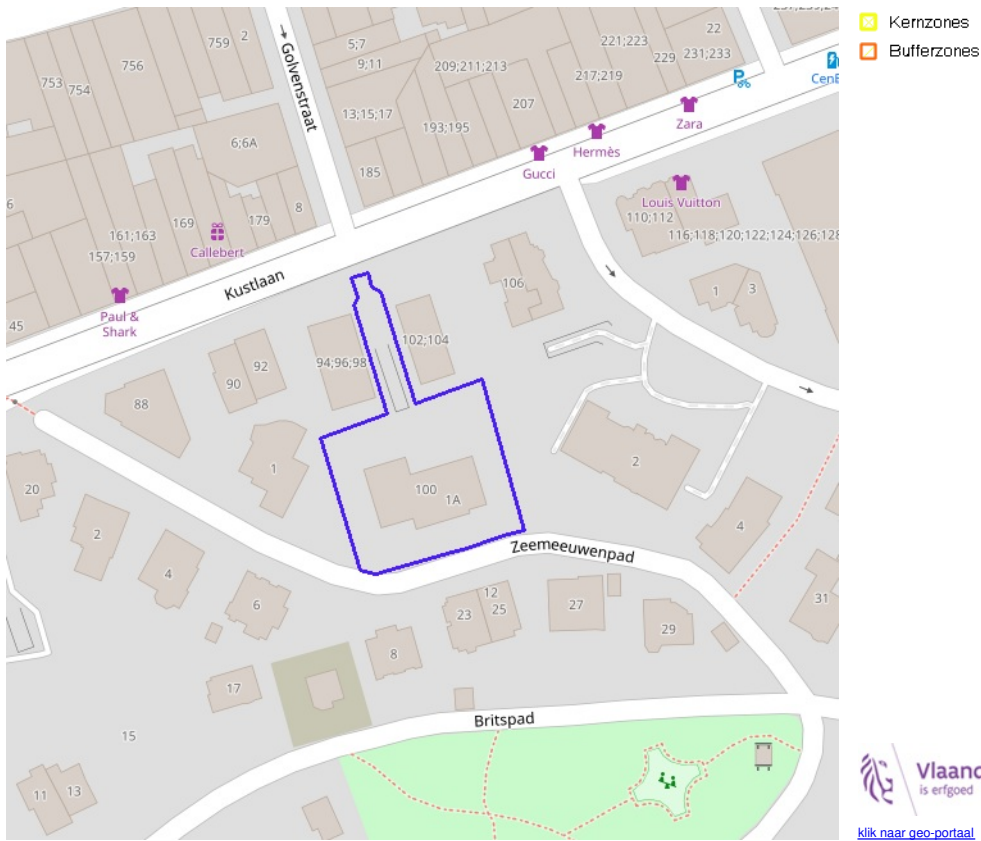 Kernzones
Bufferzones
759
2
5;7
9;11
22
221;223
229
231;233
756
753
754
Golvenstraat
209;211;213
217;219
CenE
207
13;15;17
193;195
Zara
6;6A
Hermès
Gucci
185
Louis Vuitton
110;112
116;118;120;122;124;126;128
6
8
169
179
161;163
157;159
Callebert
Kustlaan
106
1
3
Paul &
Shark
45
102;104
94;96;98
92
90
88
1
2
20
100
1A
2
4
Zeemeeuwenpad
4
6
12
23
25
27
29
31
8
17
15
Britspad
11
13
Vlaand
is erfgoed
klik naar geo-portaal